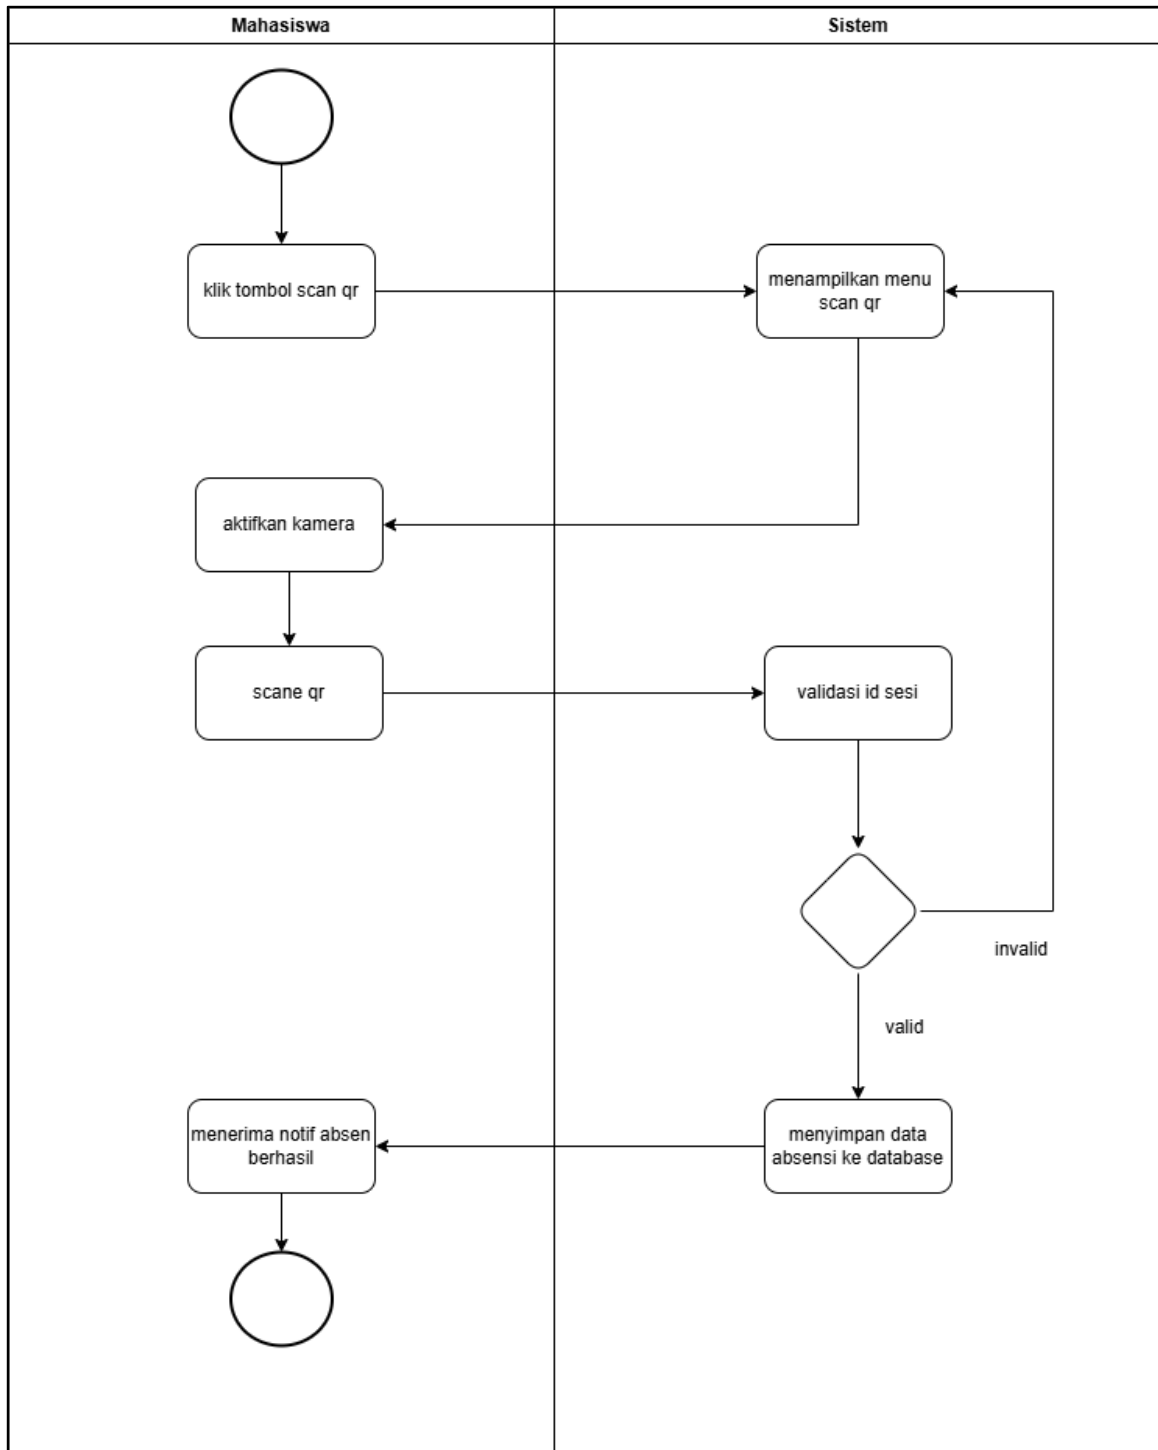 Mahasiswa
Sistem
klik tombol scan qr
menampilkan menu
scan qr
aktifkan kamera
scane qr
validasi id sesi
invalid
valid
menerima notif absen
berhasil
menyimpan data
absensi ke database